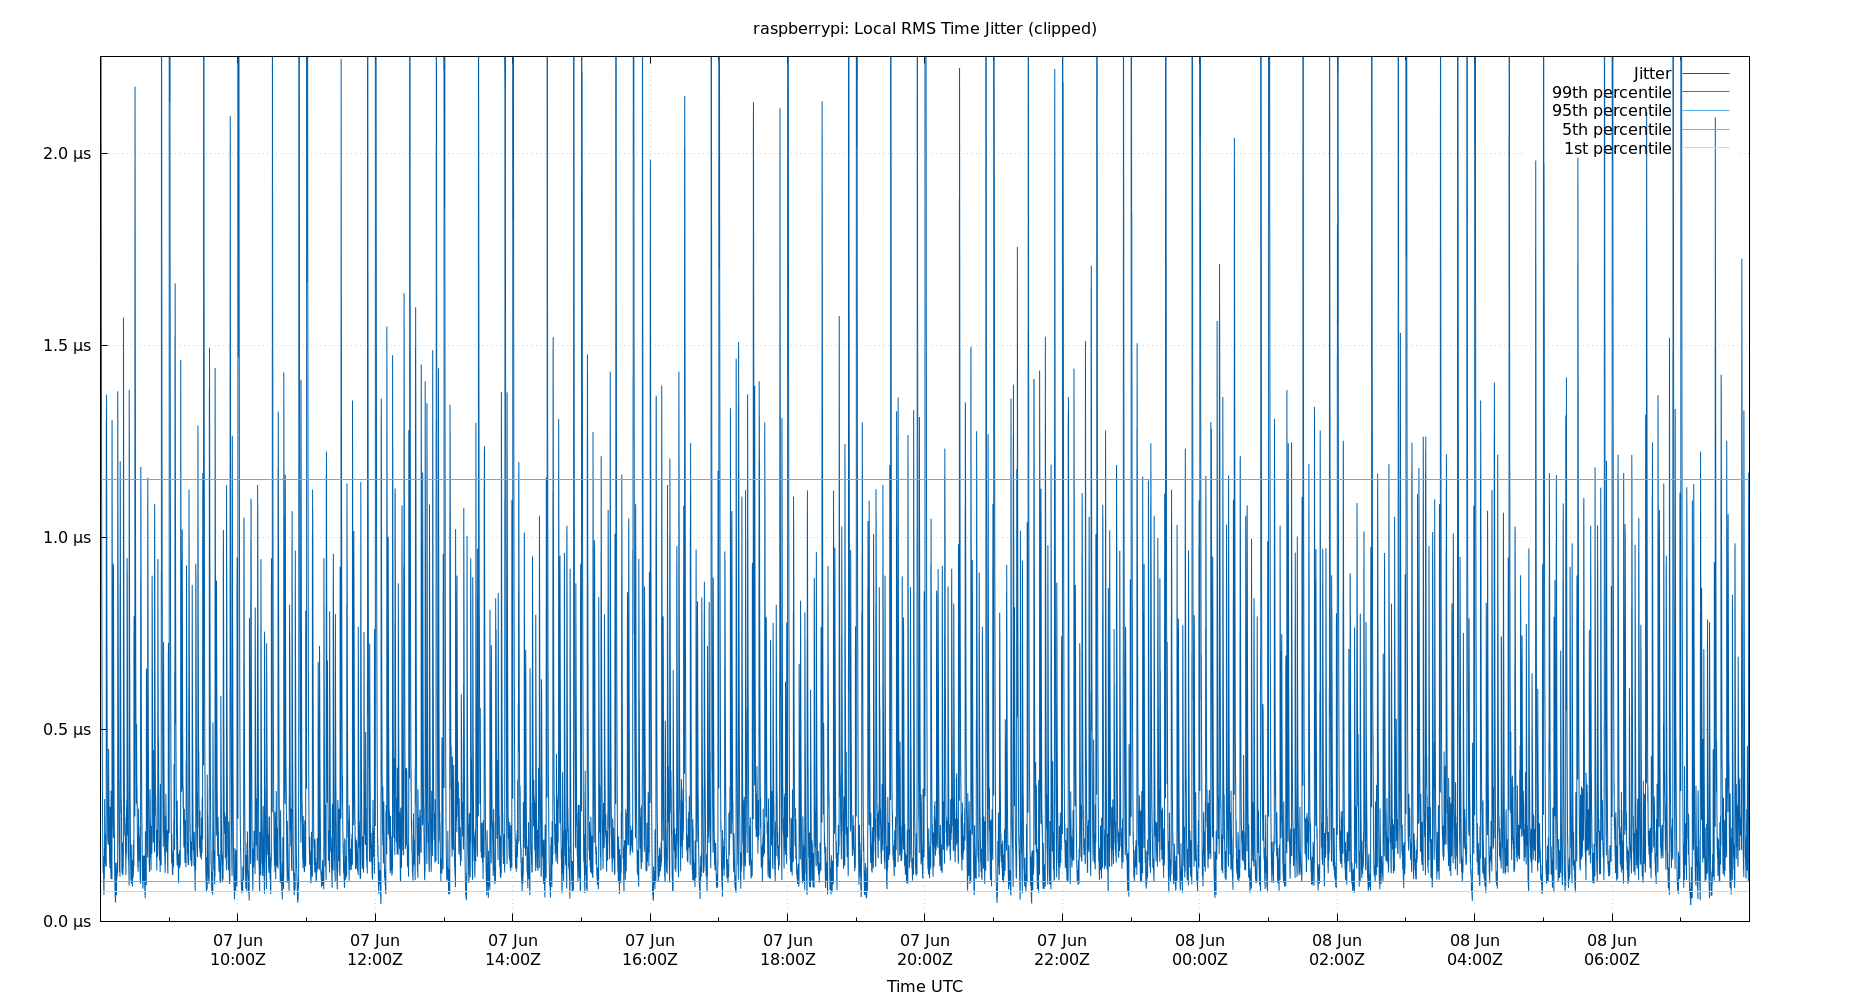 raspberrypi: Local RMS Time Jitter (clipped)
Jitter
99th percentile
95th percentile
5th percentile
1st percentile
2.0 µs
1.5 µs
1.0 µs
0.5 µs
0.0 µs
07 Jun 07 Jun 07 Jun 07 Jun 07 Jun 07 Jun 07 Jun 08 Jun 08 Jun 08 Jun 08 Jun
10:00Z 12:00Z 14:00Z 16:00Z 18:00Z 20:00Z 22:00Z 00:00Z 02:00Z 04:00Z 06:00Z
Time UTC